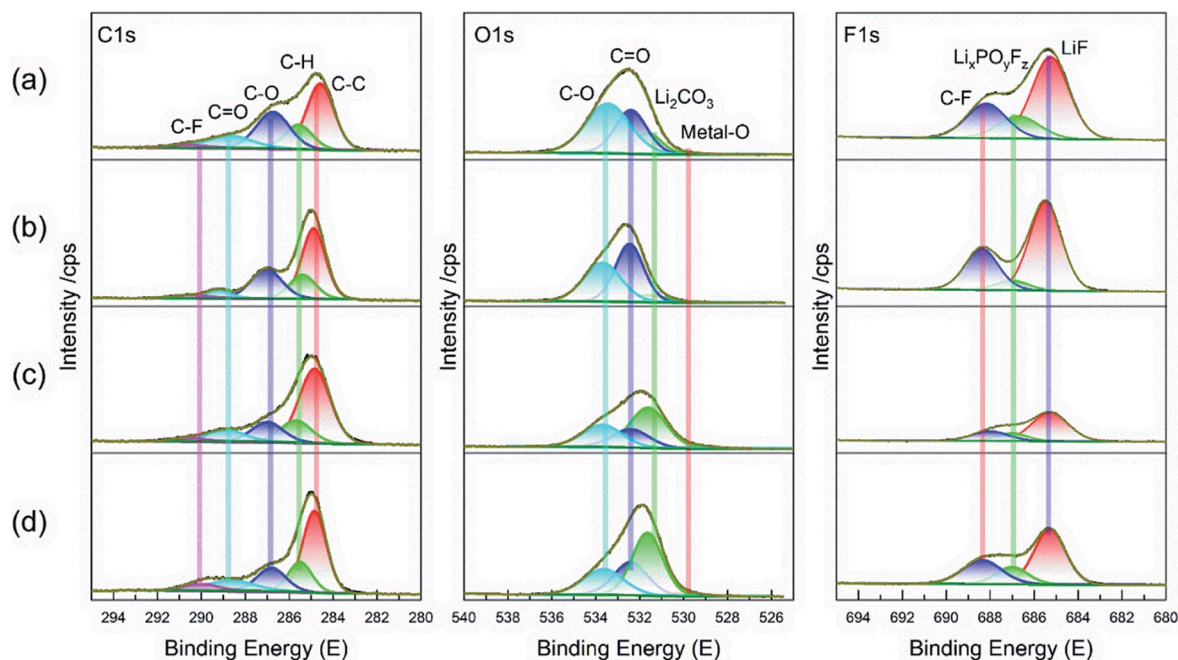 C1s
O1s
F1s
(a)
C-F
C=O
C-O
C-H
C-C
C-O
C=O
Li₂CO₃
Metal-O
C-F
LiₓPOᵧF𝓏
LiF
(b)
(c)
(d)
Intensity /cps
Intensity /cps
Intensity /cps
294 292 290 288 286 284 282 280
540 538 536 534 532 530 528 526
694 692 690 688 686 684 682 680
Binding Energy (E)
Binding Energy (E)
Binding Energy (E)